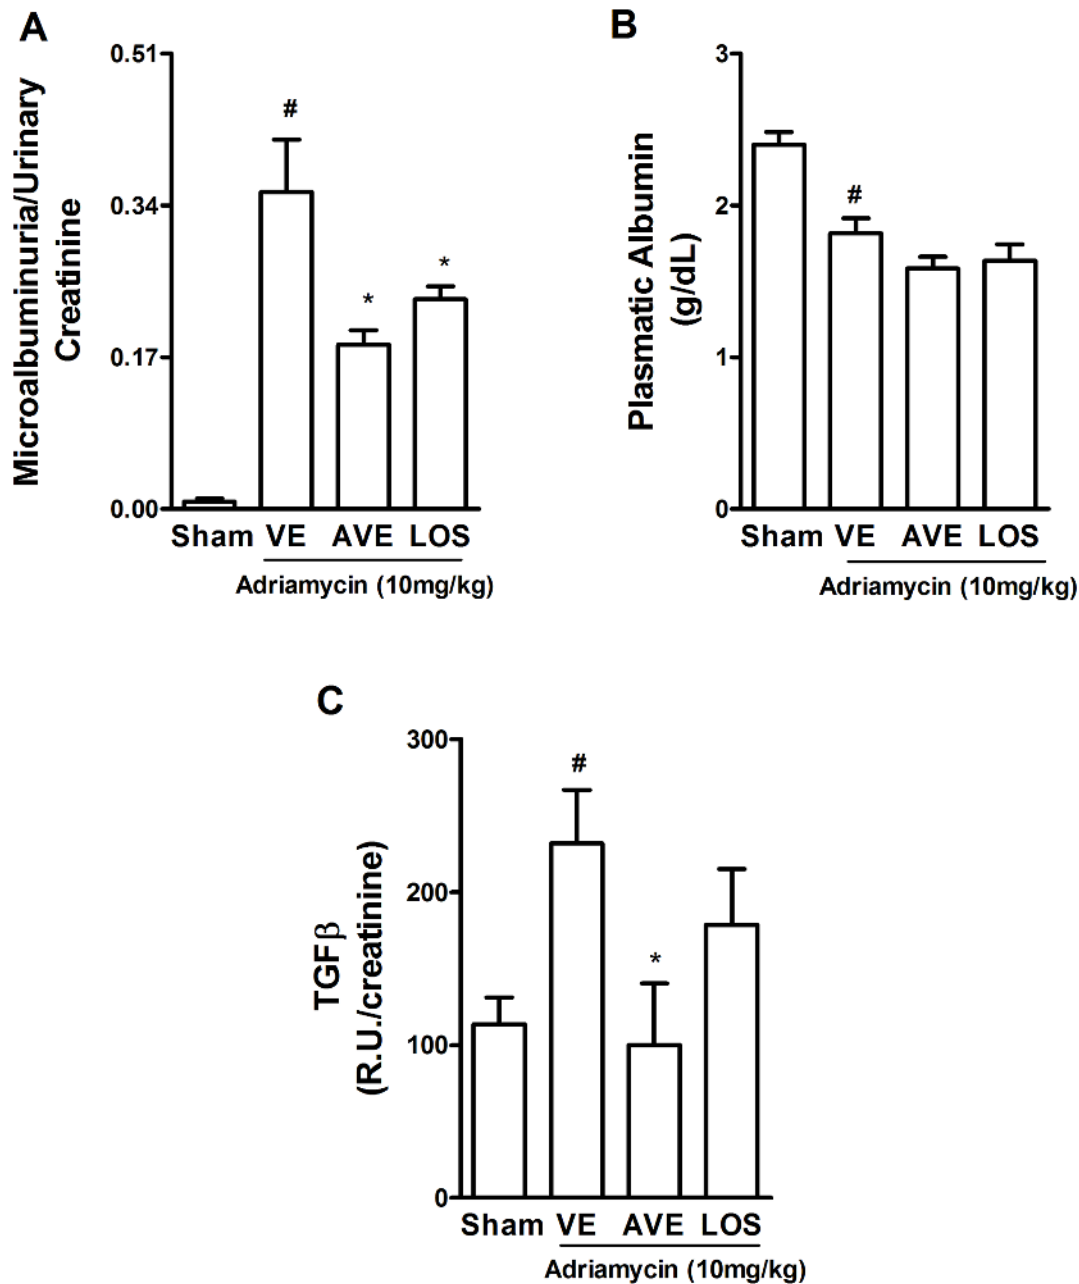 A
Microalbuminuria/Urinary
Creatinine
0.51
0.34
0.17
0.00
#
*
*
Sham VE AVE LOS
Adriamycin (10mg/kg)
B
Plasmatic Albumin
(g/dL)
3
2
1
0
#
Sham VE AVE LOS
Adriamycin (10mg/kg)
C
TGFβ
(R.U./creatinine)
300
200
100
0
#
*
Sham VE AVE LOS
Adriamycin (10mg/kg)